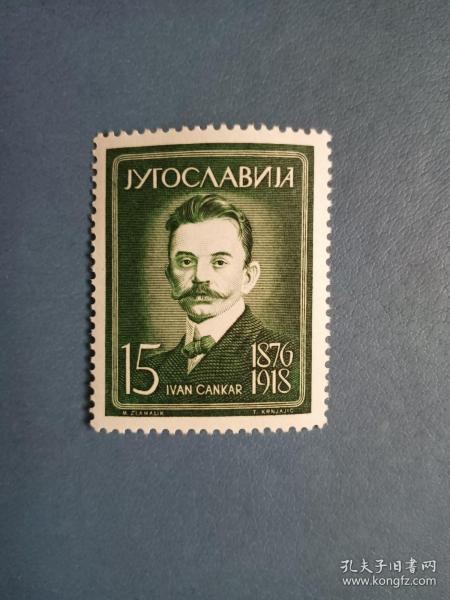 ЈУГОСЛАВИЈА
15
IVAN CANKAR
1876
1918
M. ZLAMALIK
T. KRNJAJIĆ
孔夫子旧书网
www.kongfz.com